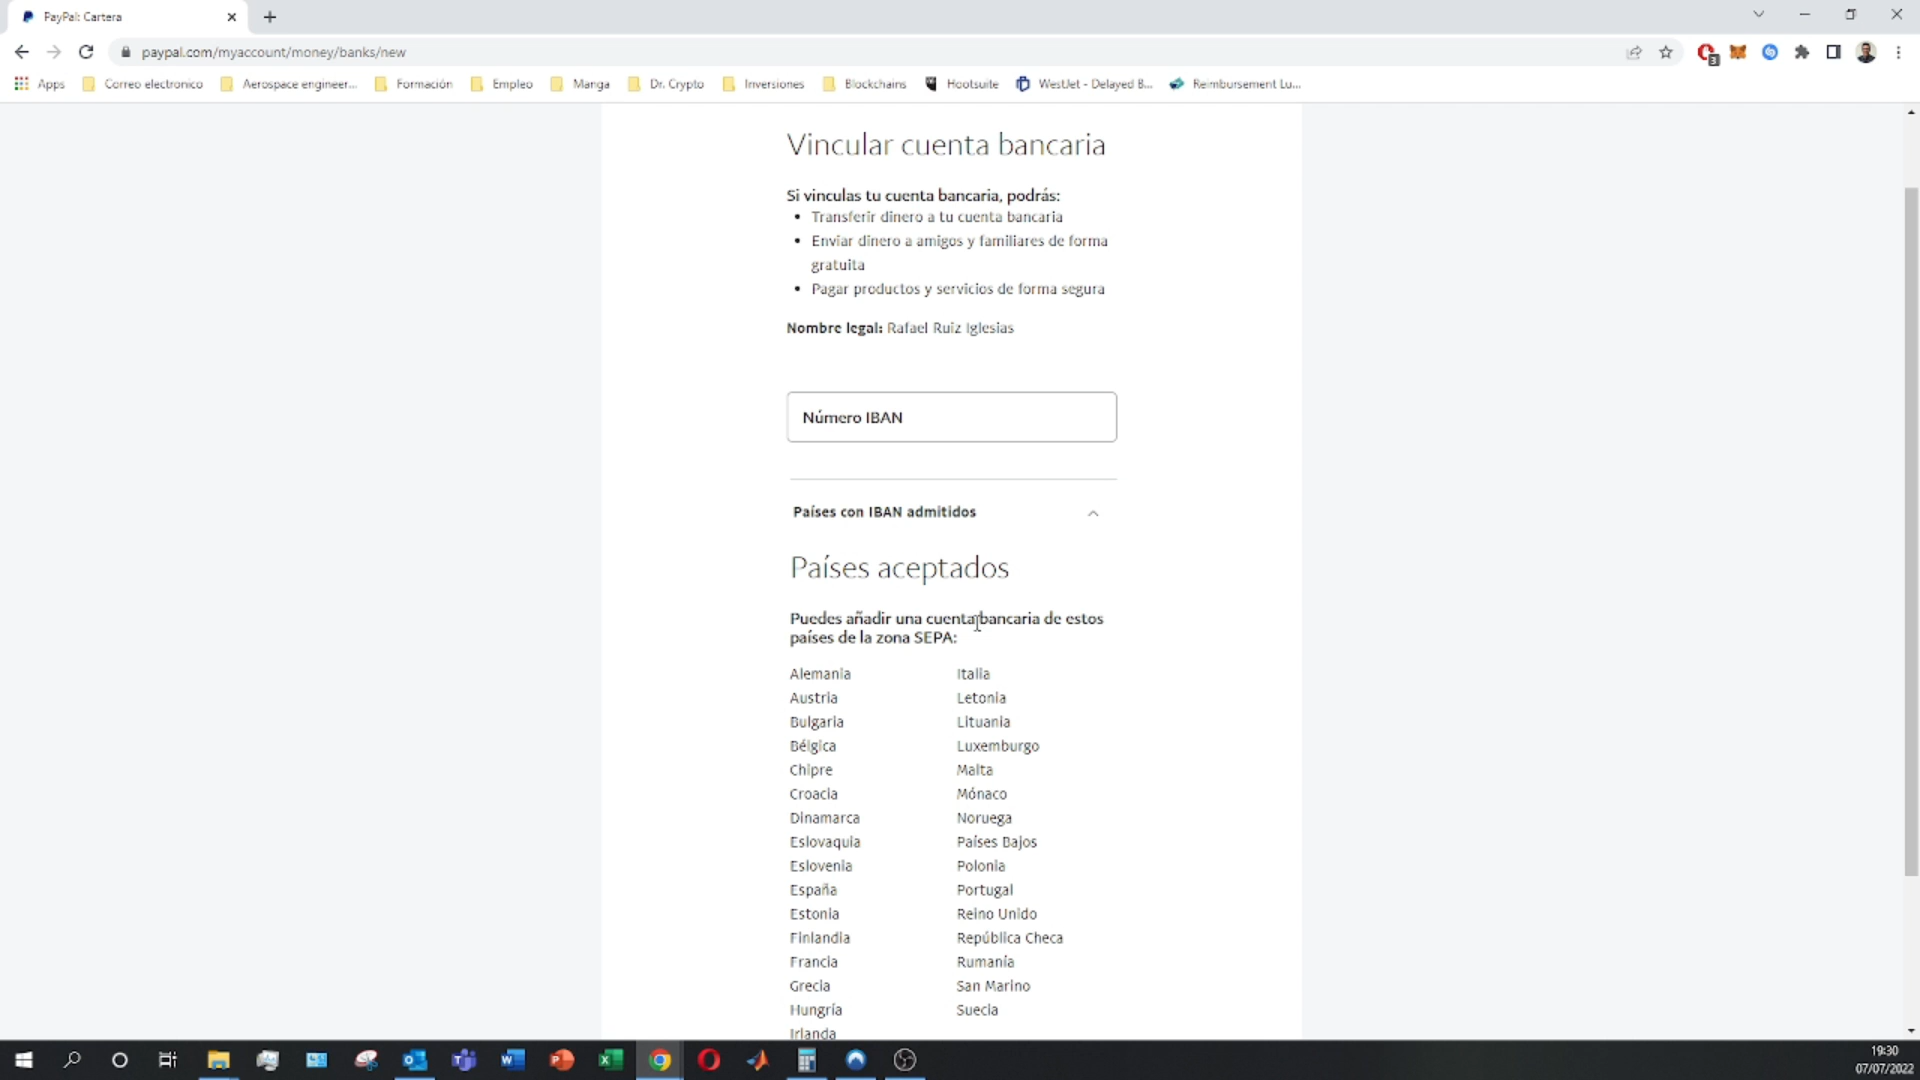 PayPal: Cartera
paypal.com/myaccount/money/banks/new
3
Apps Correo electronico Aerospace engineer... Formación Empleo Manga Dr. Crypto Inversiones Blockchains Hootsuite WestJet - Delayed B... Reimbursement Lu...
Vincular cuenta bancaria
Si vinculas tu cuenta bancaria, podrás:
• Transferir dinero a tu cuenta bancaria
• Enviar dinero a amigos y familiares de forma
gratuita
• Pagar productos y servicios de forma segura
Nombre legal: Rafael Ruiz Iglesias
Número IBAN
Países con IBAN admitidos
Países aceptados
Puedes añadir una cuenta bancaria de estos
países de la zona SEPA:
Alemania
Austria
Bulgaria
Bélgica
Chipre
Croacia
Dinamarca
Eslovaquia
Eslovenia
España
Estonia
Finlandia
Francia
Grecia
Hungría
Irlanda
Italia
Letonia
Lituania
Luxemburgo
Malta
Mónaco
Noruega
Países Bajos
Polonia
Portugal
Reino Unido
República Checa
Rumanía
San Marino
Suecia
19:30
07/07/2022